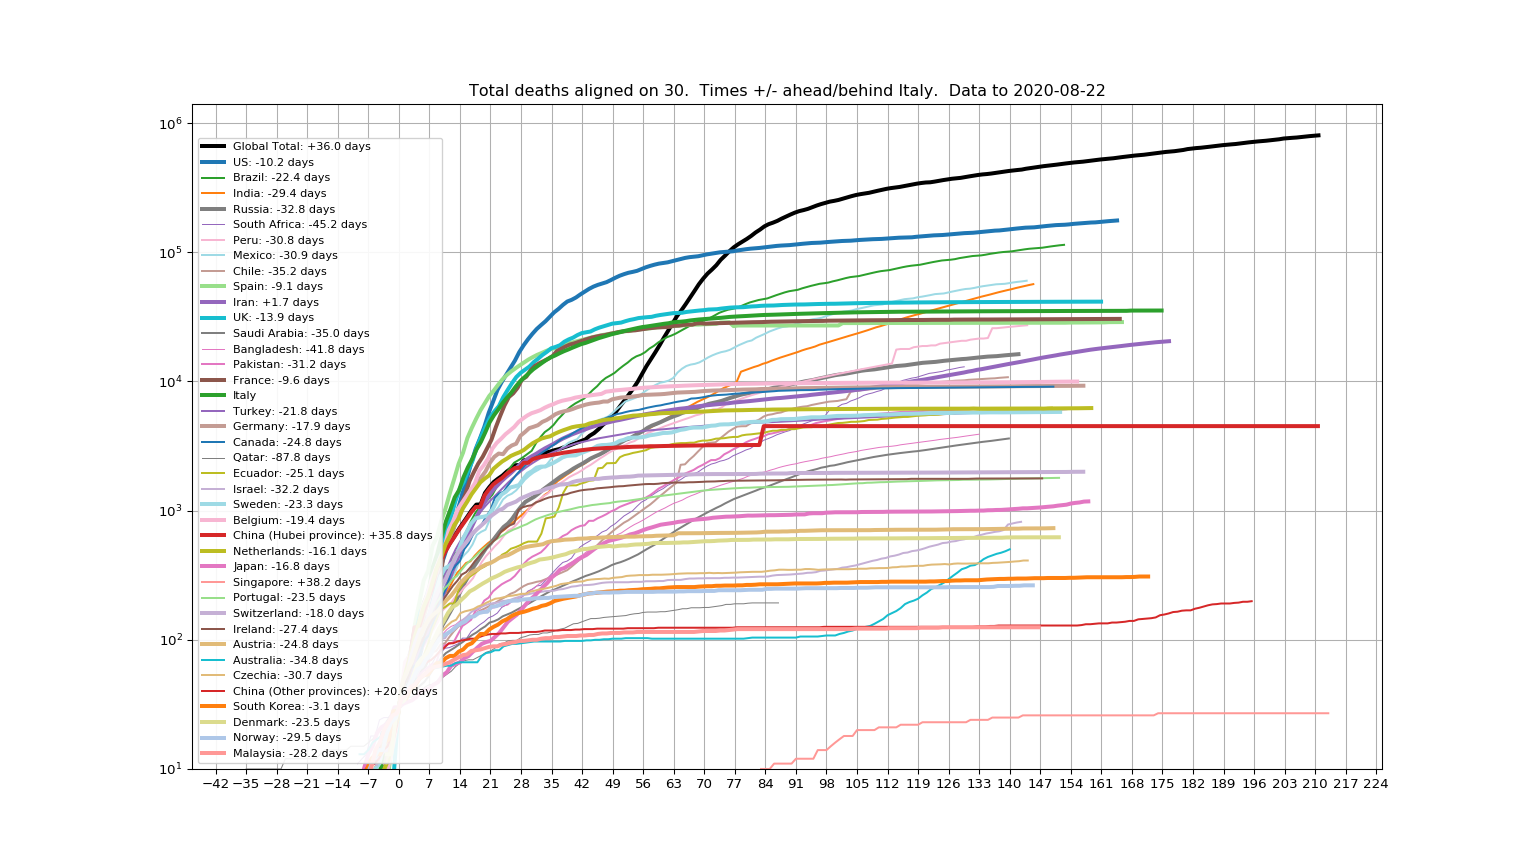 Total deaths aligned on 30.  Times +/- ahead/behind Italy.  Data to 2020-08-22
10⁶
10⁵
10⁴
10³
10²
10¹
Global Total: +36.0 days
US: -10.2 days
Brazil: -22.4 days
India: -29.4 days
Russia: -32.8 days
South Africa: -45.2 days
Peru: -30.8 days
Mexico: -30.9 days
Chile: -35.2 days
Spain: -9.1 days
Iran: +1.7 days
UK: -13.9 days
Saudi Arabia: -35.0 days
Bangladesh: -41.8 days
Pakistan: -31.2 days
France: -9.6 days
Italy
Turkey: -21.8 days
Germany: -17.9 days
Canada: -24.8 days
Qatar: -87.8 days
Ecuador: -25.1 days
Israel: -32.2 days
Sweden: -23.3 days
Belgium: -19.4 days
China (Hubei province): +35.8 days
Netherlands: -16.1 days
Japan: -16.8 days
Singapore: +38.2 days
Portugal: -23.5 days
Switzerland: -18.0 days
Ireland: -27.4 days
Austria: -24.8 days
Australia: -34.8 days
Czechia: -30.7 days
China (Other provinces): +20.6 days
South Korea: -3.1 days
Denmark: -23.5 days
Norway: -29.5 days
Malaysia: -28.2 days
−42 −35 −28 −21 −14 −7 0 7 14 21 28 35 42 49 56 63 70 77 84 91 98 105 112 119 126 133 140 147 154 161 168 175 182 189 196 203 210 217 224